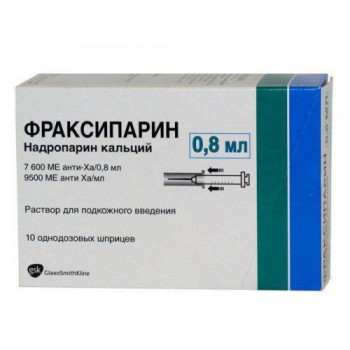 ФРАКСИПАРИН
0,8 мл
Надропарин кальций
7 600 МЕ анти-Ха/0,8 мл
9500 МЕ анти Ха/мл
Раствор для подкожного введения
10 однодозовых шприцев
gsk GlaxoSmithKline